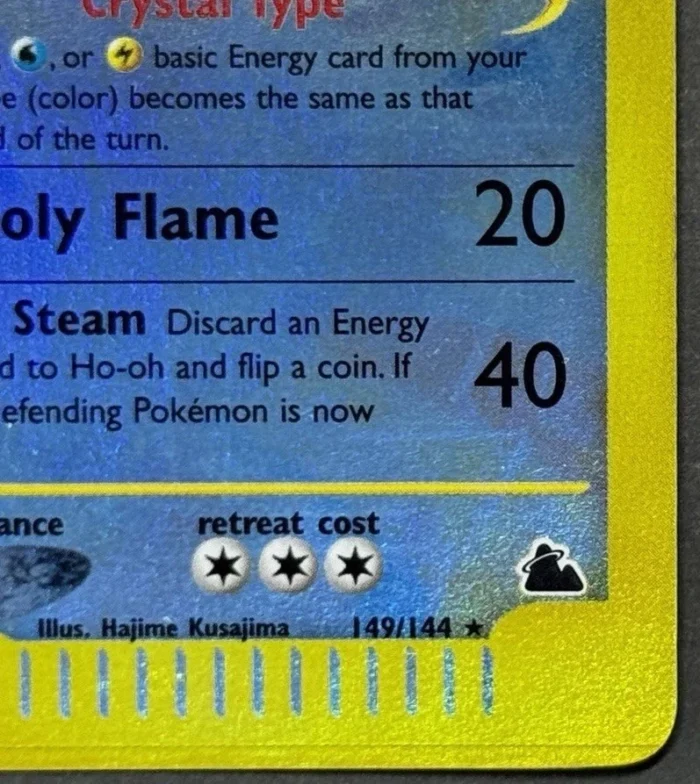 Crystal Type
, or basic Energy card from your
e (color) becomes the same as that
d of the turn.
oly Flame 20
Steam Discard an Energy
d to Ho-oh and flip a coin. If
efending Pokémon is now
40
ance retreat cost
Illus. Hajime Kusajima 149/144 ★